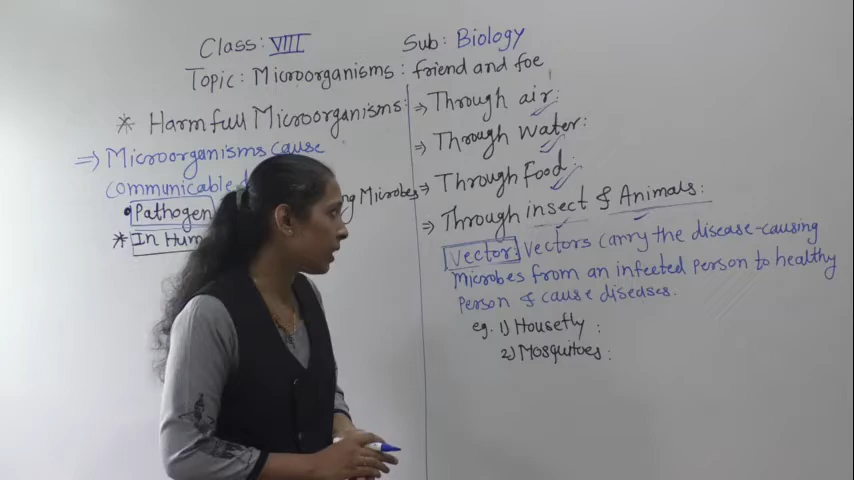 Class: VIII Sub: Biology
Topic: Microorganisms: friend and foe
* Harmfull Microorganisms:
⇒ Microorganisms cause
communicable
• Pathogen Microbes
* In Hum
⇒ Through air:
⇒ Through water:
⇒ Through Food:
⇒ Through insect & Animals:
Vector: Vectors carry the disease-causing
Microbes from an infected person to healthy
Person & cause diseases.
eg. 1) Housefly:
2) Mosquitoes: